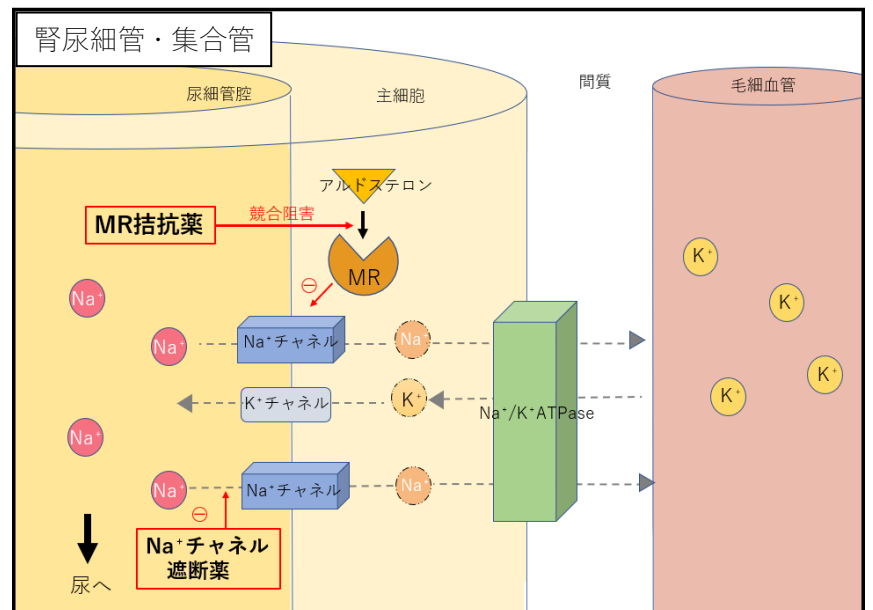 腎尿細管・集合管
尿細管腔
主細胞
間質
毛細血管
アルドステロン
MR拮抗薬
競合阻害
MR
⊖
K⁺
Na⁺
K⁺
Na⁺
Na⁺チャネル
Na⁺
K⁺
K⁺チャネル
K⁺
Na⁺/K⁺ATPase
K⁺
Na⁺
Na⁺
Na⁺チャネル
Na⁺
⊖
Na⁺チャネル
遮断薬
尿へ